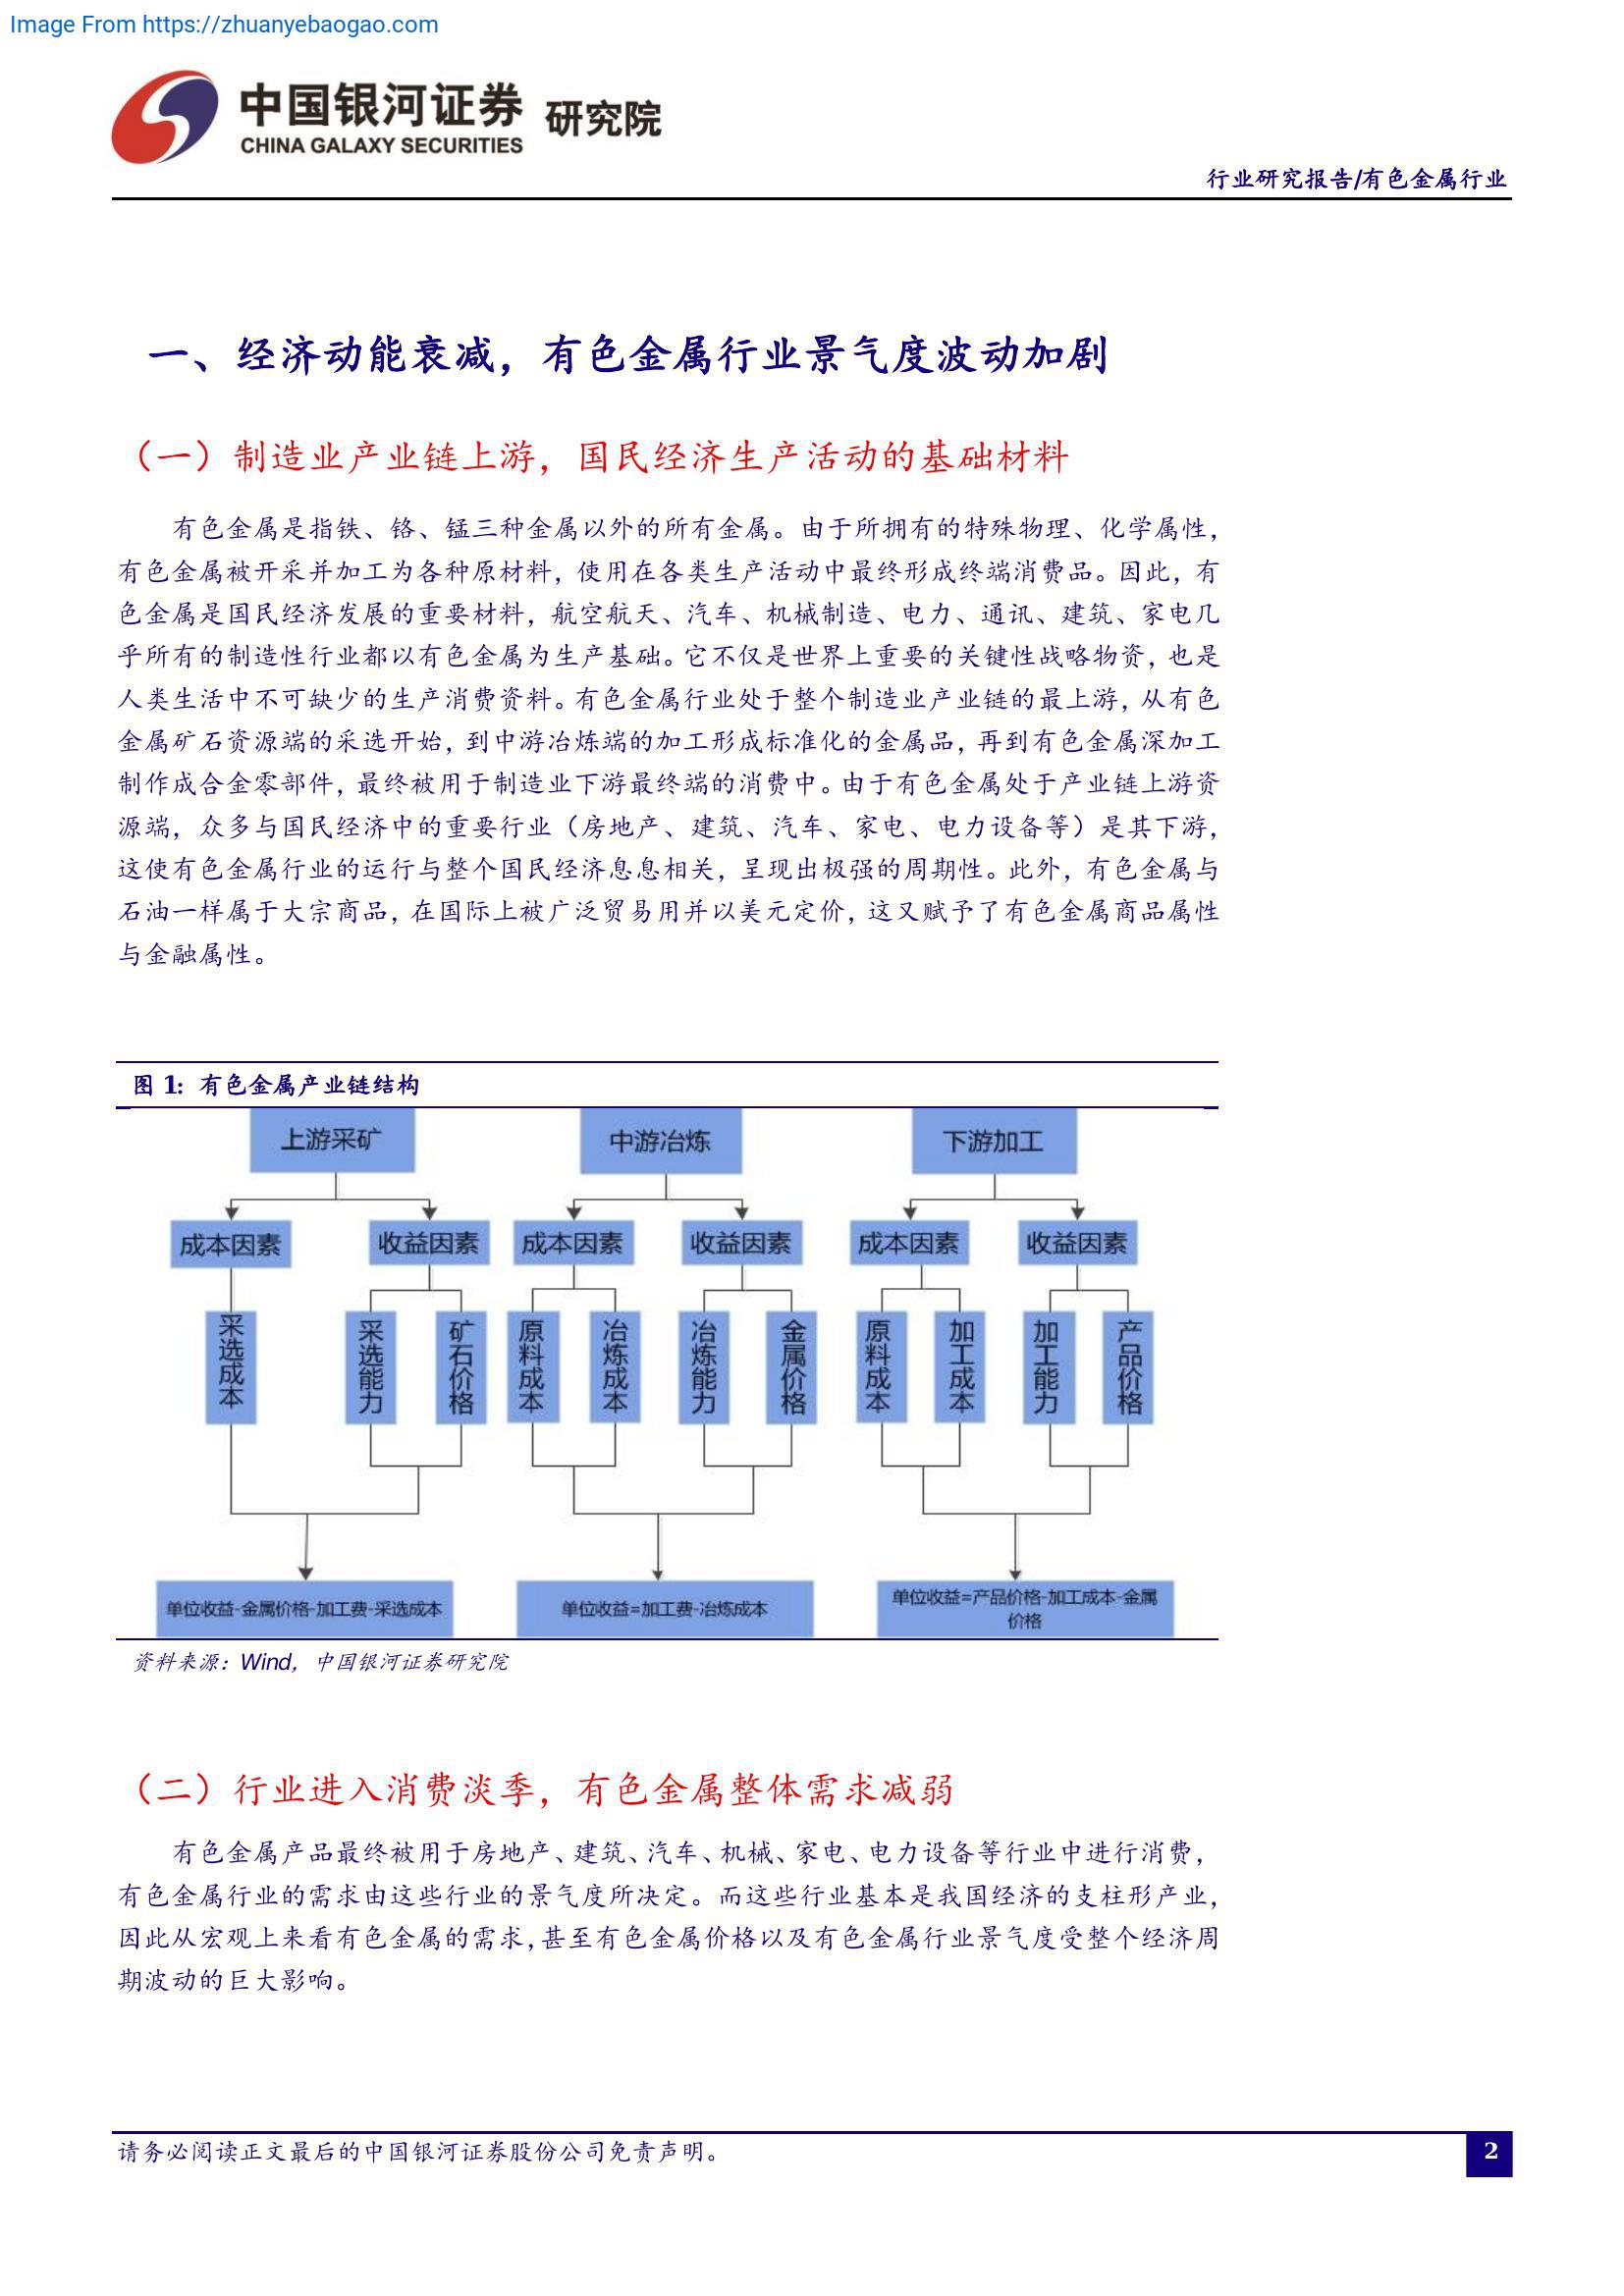 Image From https://zhuanyebaogao.com
中国银河证券 研究院
CHINA GALAXY SECURITIES
行业研究报告/有色金属行业
一、经济动能衰减，有色金属行业景气度波动加剧
（一）制造业产业链上游，国民经济生产活动的基础材料
有色金属是指铁、铬、锰三种金属以外的所有金属。由于所拥有的特殊物理、化学属性，
有色金属被开采并加工为各种原材料，使用在各类生产活动中最终形成终端消费品。因此，有
色金属是国民经济发展的重要材料，航空航天、汽车、机械制造、电力、通讯、建筑、家电几
乎所有的制造性行业都以有色金属为生产基础。它不仅是世界上重要的关键性战略物资，也是
人类生活中不可缺少的生产消费资料。有色金属行业处于整个制造业产业链的最上游，从有色
金属矿石资源端的采选开始，到中游冶炼端的加工形成标准化的金属品，再到有色金属深加工
制作成合金零部件，最终被用于制造业下游最终端的消费中。由于有色金属处于产业链上游资
源端，众多与国民经济中的重要行业（房地产、建筑、汽车、家电、电力设备等）是其下游，
这使有色金属行业的运行与整个国民经济息息相关，呈现出极强的周期性。此外，有色金属与
石油一样属于大宗商品，在国际上被广泛贸易用并以美元定价，这又赋予了有色金属商品属性
与金融属性。
图 1: 有色金属产业链结构
上游采矿 中游冶炼 下游加工
成本因素 收益因素 成本因素 收益因素 成本因素 收益因素
采选成本 采选能力 矿石价格 原料成本 冶炼成本 冶炼能力 金属价格 原料成本 加工成本 加工能力 产品价格
单位收益-金属价格-加工费-采选成本
单位收益=加工费-冶炼成本
单位收益=产品价格-加工成本-金属
价格
资料来源：Wind，中国银河证券研究院
（二）行业进入消费淡季，有色金属整体需求减弱
有色金属产品最终被用于房地产、建筑、汽车、机械、家电、电力设备等行业中进行消费，
有色金属行业的需求由这些行业的景气度所决定。而这些行业基本是我国经济的支柱形产业，
因此从宏观上来看有色金属的需求，甚至有色金属价格以及有色金属行业景气度受整个经济周
期波动的巨大影响。
请务必阅读正文最后的中国银河证券股份公司免责声明。
2